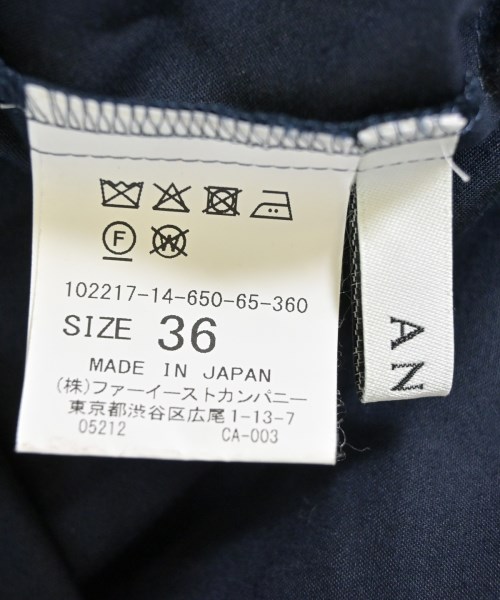 F W
102217-14-650-65-360
SIZE 36
MADE IN JAPAN
(株)ファーイーストカンパニー
東京都渋谷区広尾1-13-7
05212 CA-003
AN